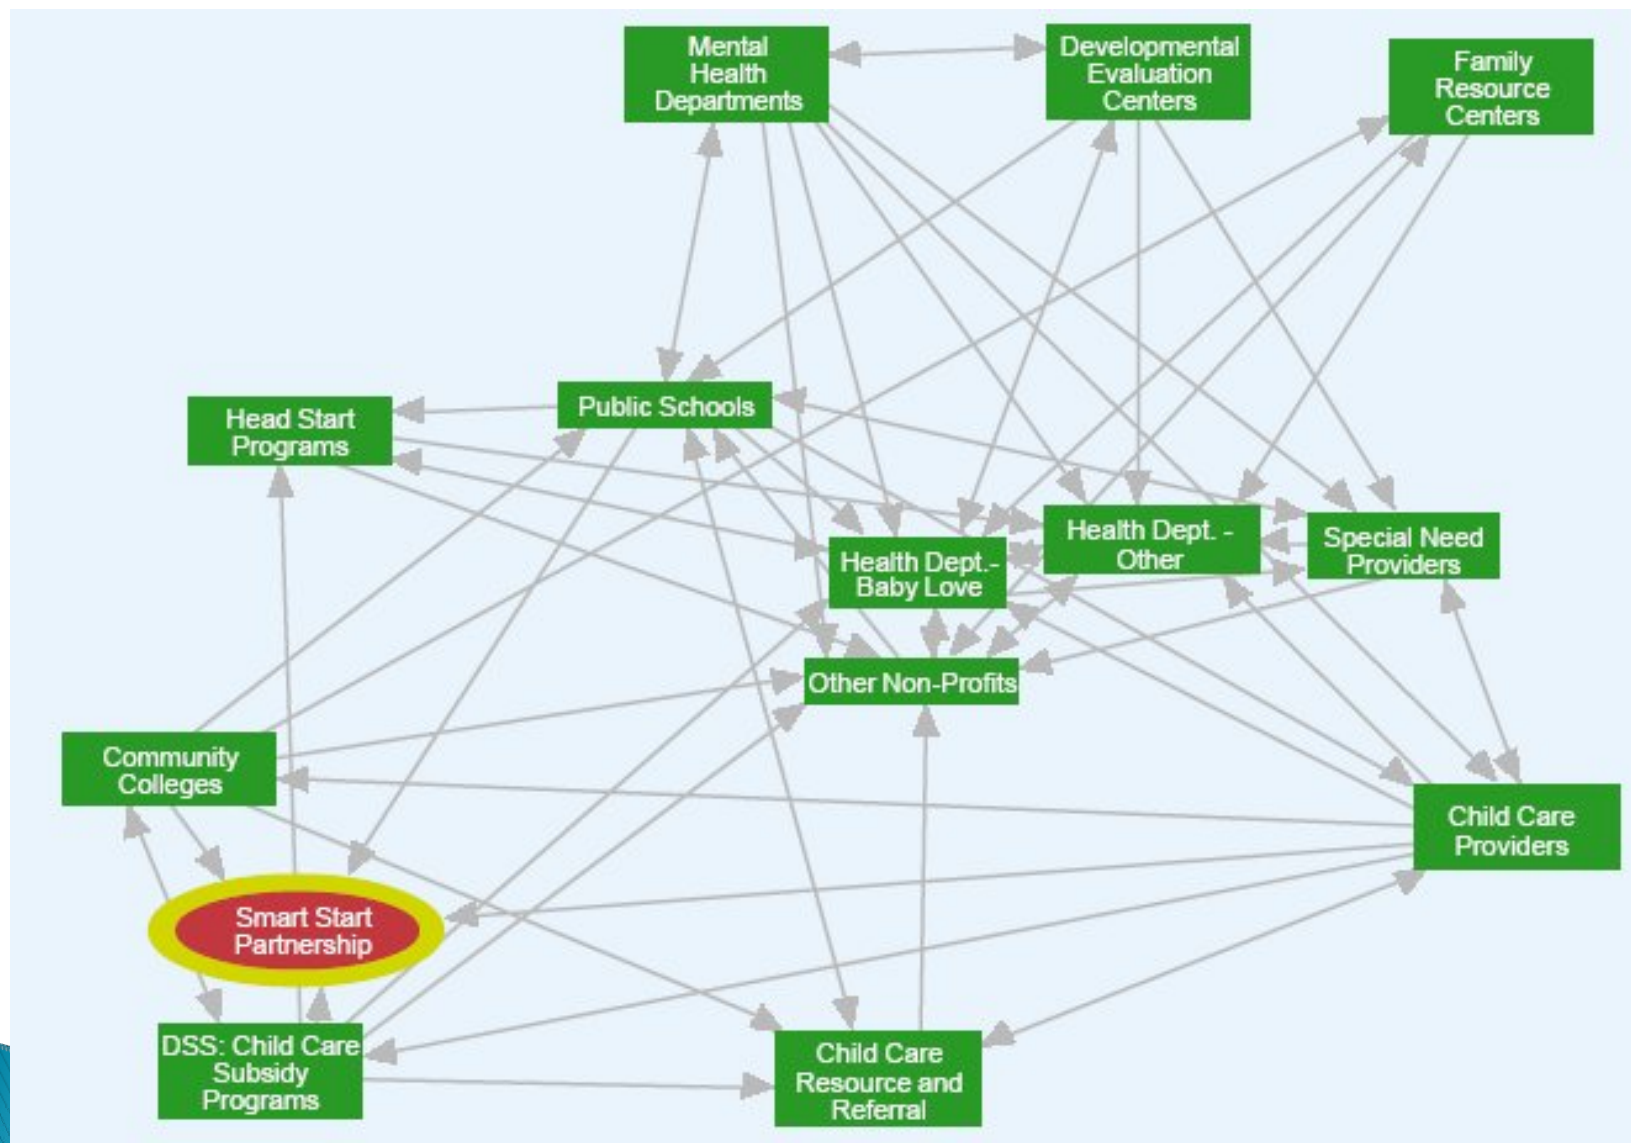 Mental
Health
Departments
Developmental
Evaluation
Centers
Family
Resource
Centers
Head Start
Programs
Public Schools
Health Dept.-
Baby Love
Health Dept. -
Other
Special Need
Providers
Other Non-Profits
Community
Colleges
Child Care
Providers
Smart Start
Partnership
DSS: Child Care
Subsidy
Programs
Child Care
Resource and
Referral